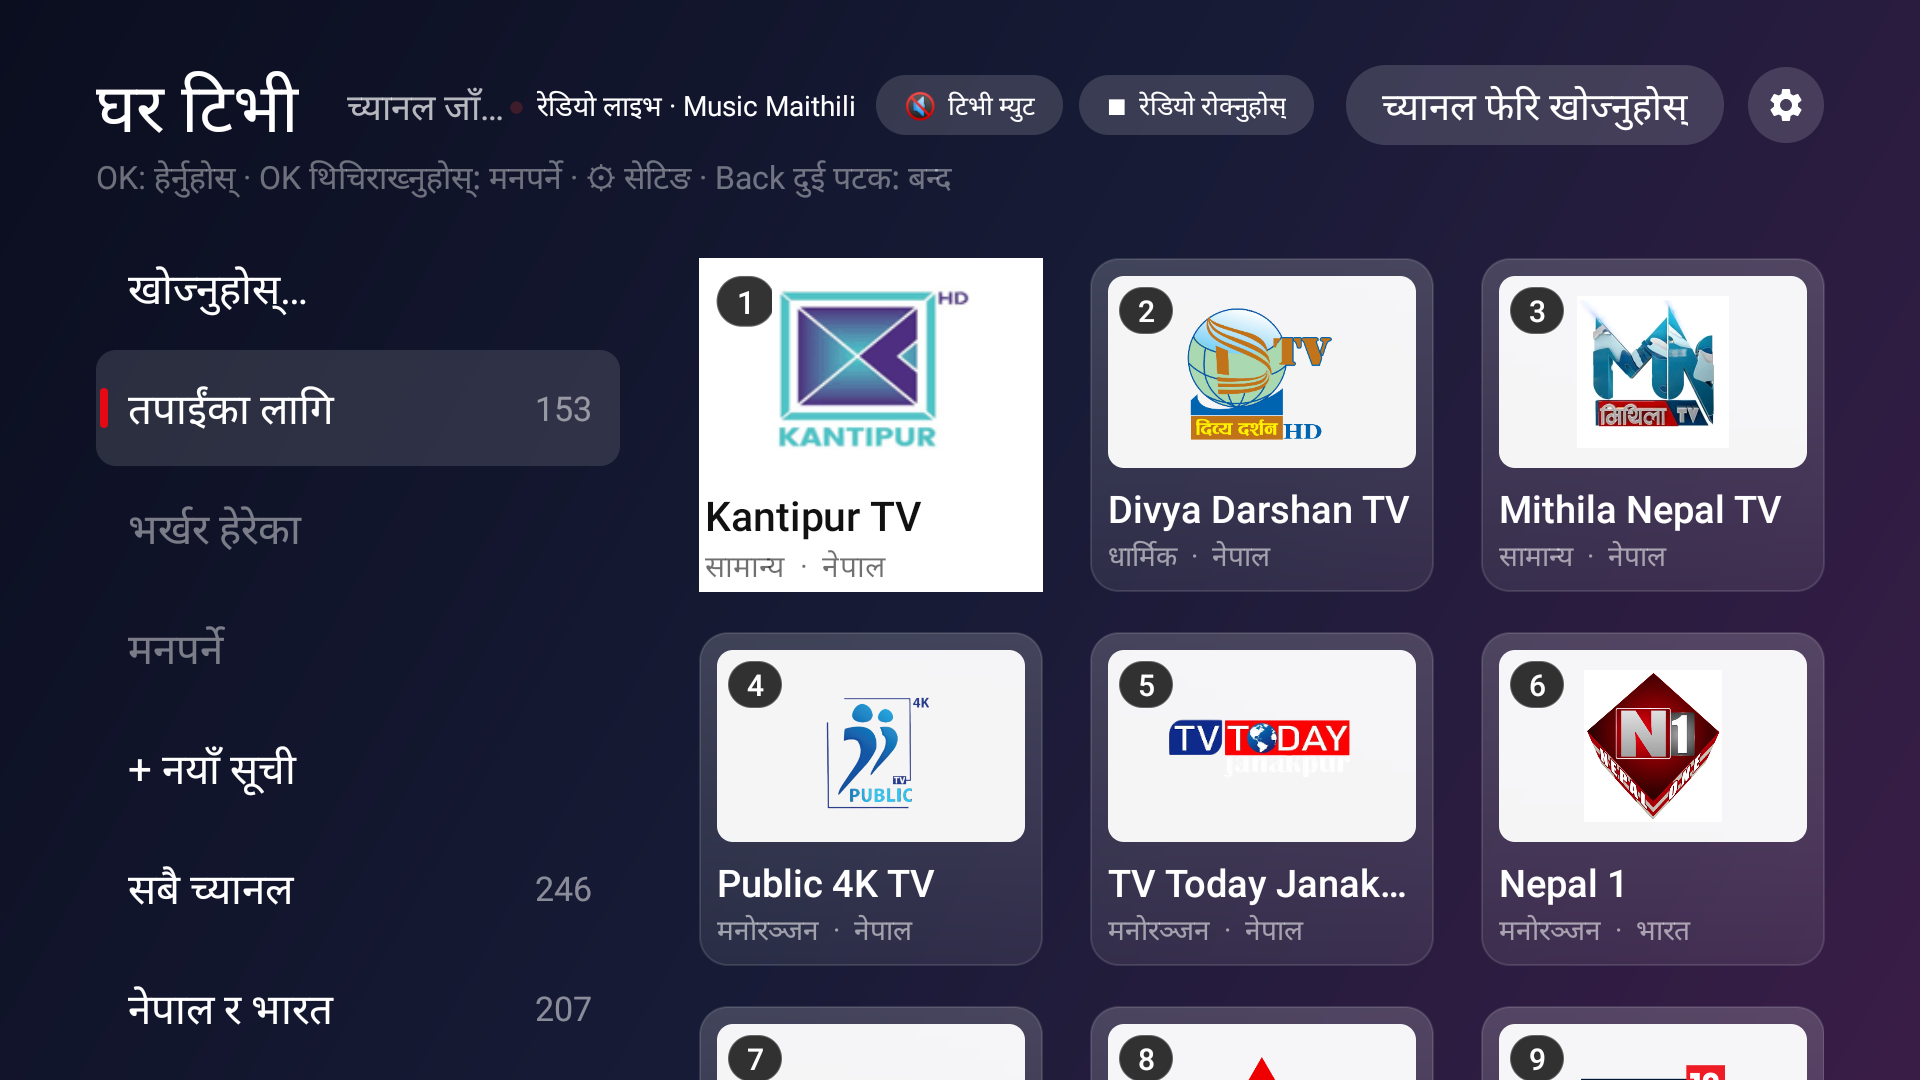 घर टिभी
च्यानल जाँ...
रेडियो लाइभ · Music Maithili
टिभी म्युट
रेडियो रोक्नुहोस्
च्यानल फेरि खोज्नुहोस्
OK: हेर्नुहोस् · OK थिचिराख्नुहोस्: मनपर्ने · ⚙ सेटिङ · Back दुई पटक: बन्द
खोज्नुहोस्...
तपाईंका लागि 153
भर्खर हेरेका
मनपर्ने
+ नयाँ सूची
सबै च्यानल 246
नेपाल र भारत 207
1
HD
KANTIPUR
Kantipur TV
सामान्य · नेपाल
2
TV
दिव्य दर्शन HD
Divya Darshan TV
धार्मिक · नेपाल
3
मिथिला TV
Mithila Nepal TV
सामान्य · नेपाल
4
4K
TV
PUBLIC
Public 4K TV
मनोरञ्जन · नेपाल
5
TV TODAY
janakpur
TV Today Janak...
मनोरञ्जन · नेपाल
6
N1
NEPAL ONE
Nepal 1
मनोरञ्जन · भारत
7
8
9